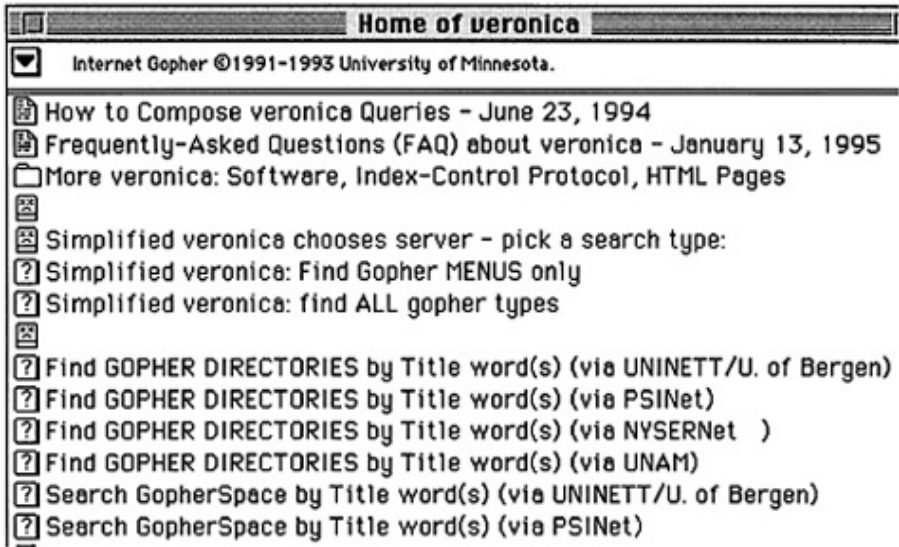 Home of veronica
Internet Gopher ©1991-1993 University of Minnesota.
How to Compose veronica Queries - June 23, 1994
Frequently-Asked Questions (FAQ) about veronica - January 13, 1995
More veronica: Software, Index-Control Protocol, HTML Pages
Simplified veronica chooses server - pick a search type:
Simplified veronica: Find Gopher MENUS only
Simplified veronica: find ALL gopher types
Find GOPHER DIRECTORIES by Title word(s) (via UNINETT/U. of Bergen)
Find GOPHER DIRECTORIES by Title word(s) (via PSINet)
Find GOPHER DIRECTORIES by Title word(s) (via NYSERNet  )
Find GOPHER DIRECTORIES by Title word(s) (via UNAM)
Search GopherSpace by Title word(s) (via UNINETT/U. of Bergen)
Search GopherSpace by Title word(s) (via PSINet)